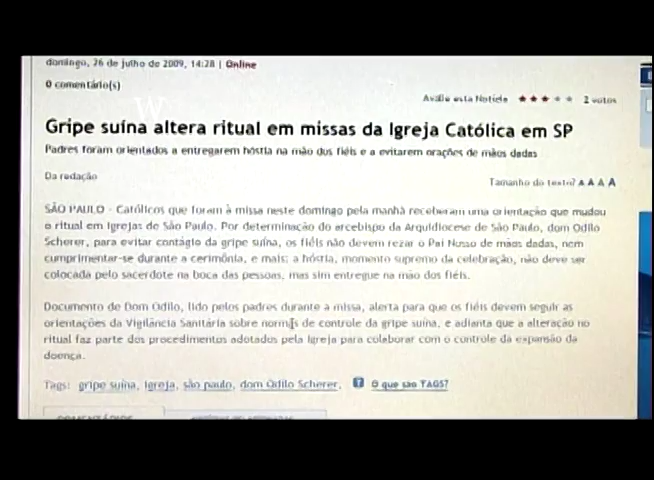 domingo, 26 de julho de 2009, 14:28 | Online
0 comentário(s)
Avalie esta Notícia
2 votos
Gripe suína altera ritual em missas da Igreja Católica em SP
Padres foram orientados a entregarem hóstia na mão dos fiéis e a evitarem orações de mãos dadas
Da redação
Tamanho do texto? A A A A
SÃO PAULO - Católicos que foram à missa neste domingo pela manhã receberam uma orientação que mudou
o ritual em igrejas de São Paulo. Por determinação do arcebispo da Arquidiocese de São Paulo, dom Odilo
Scherer, para evitar contágio da gripe suína, os fiéis não devem rezar o Pai Nosso de mãos dadas, nem
cumprimentar-se durante a cerimônia, e mais: a hóstia, momento supremo da celebração, não deve ser
colocada pelo sacerdote na boca das pessoas, mas sim entregue na mão dos fiéis.
Documento de Dom Odilo, lido pelos padres durante a missa, alerta para que os fiéis devem seguir as
orientações da Vigilância Sanitária sobre normas de controle da gripe suína, e adianta que a alteração no
ritual faz parte dos procedimentos adotados pela Igreja para colaborar com o controle da expansão da
doença.
Tags: gripe suína, Igreja, são paulo, dom Odilo Scherer, ? O que são TAGS?